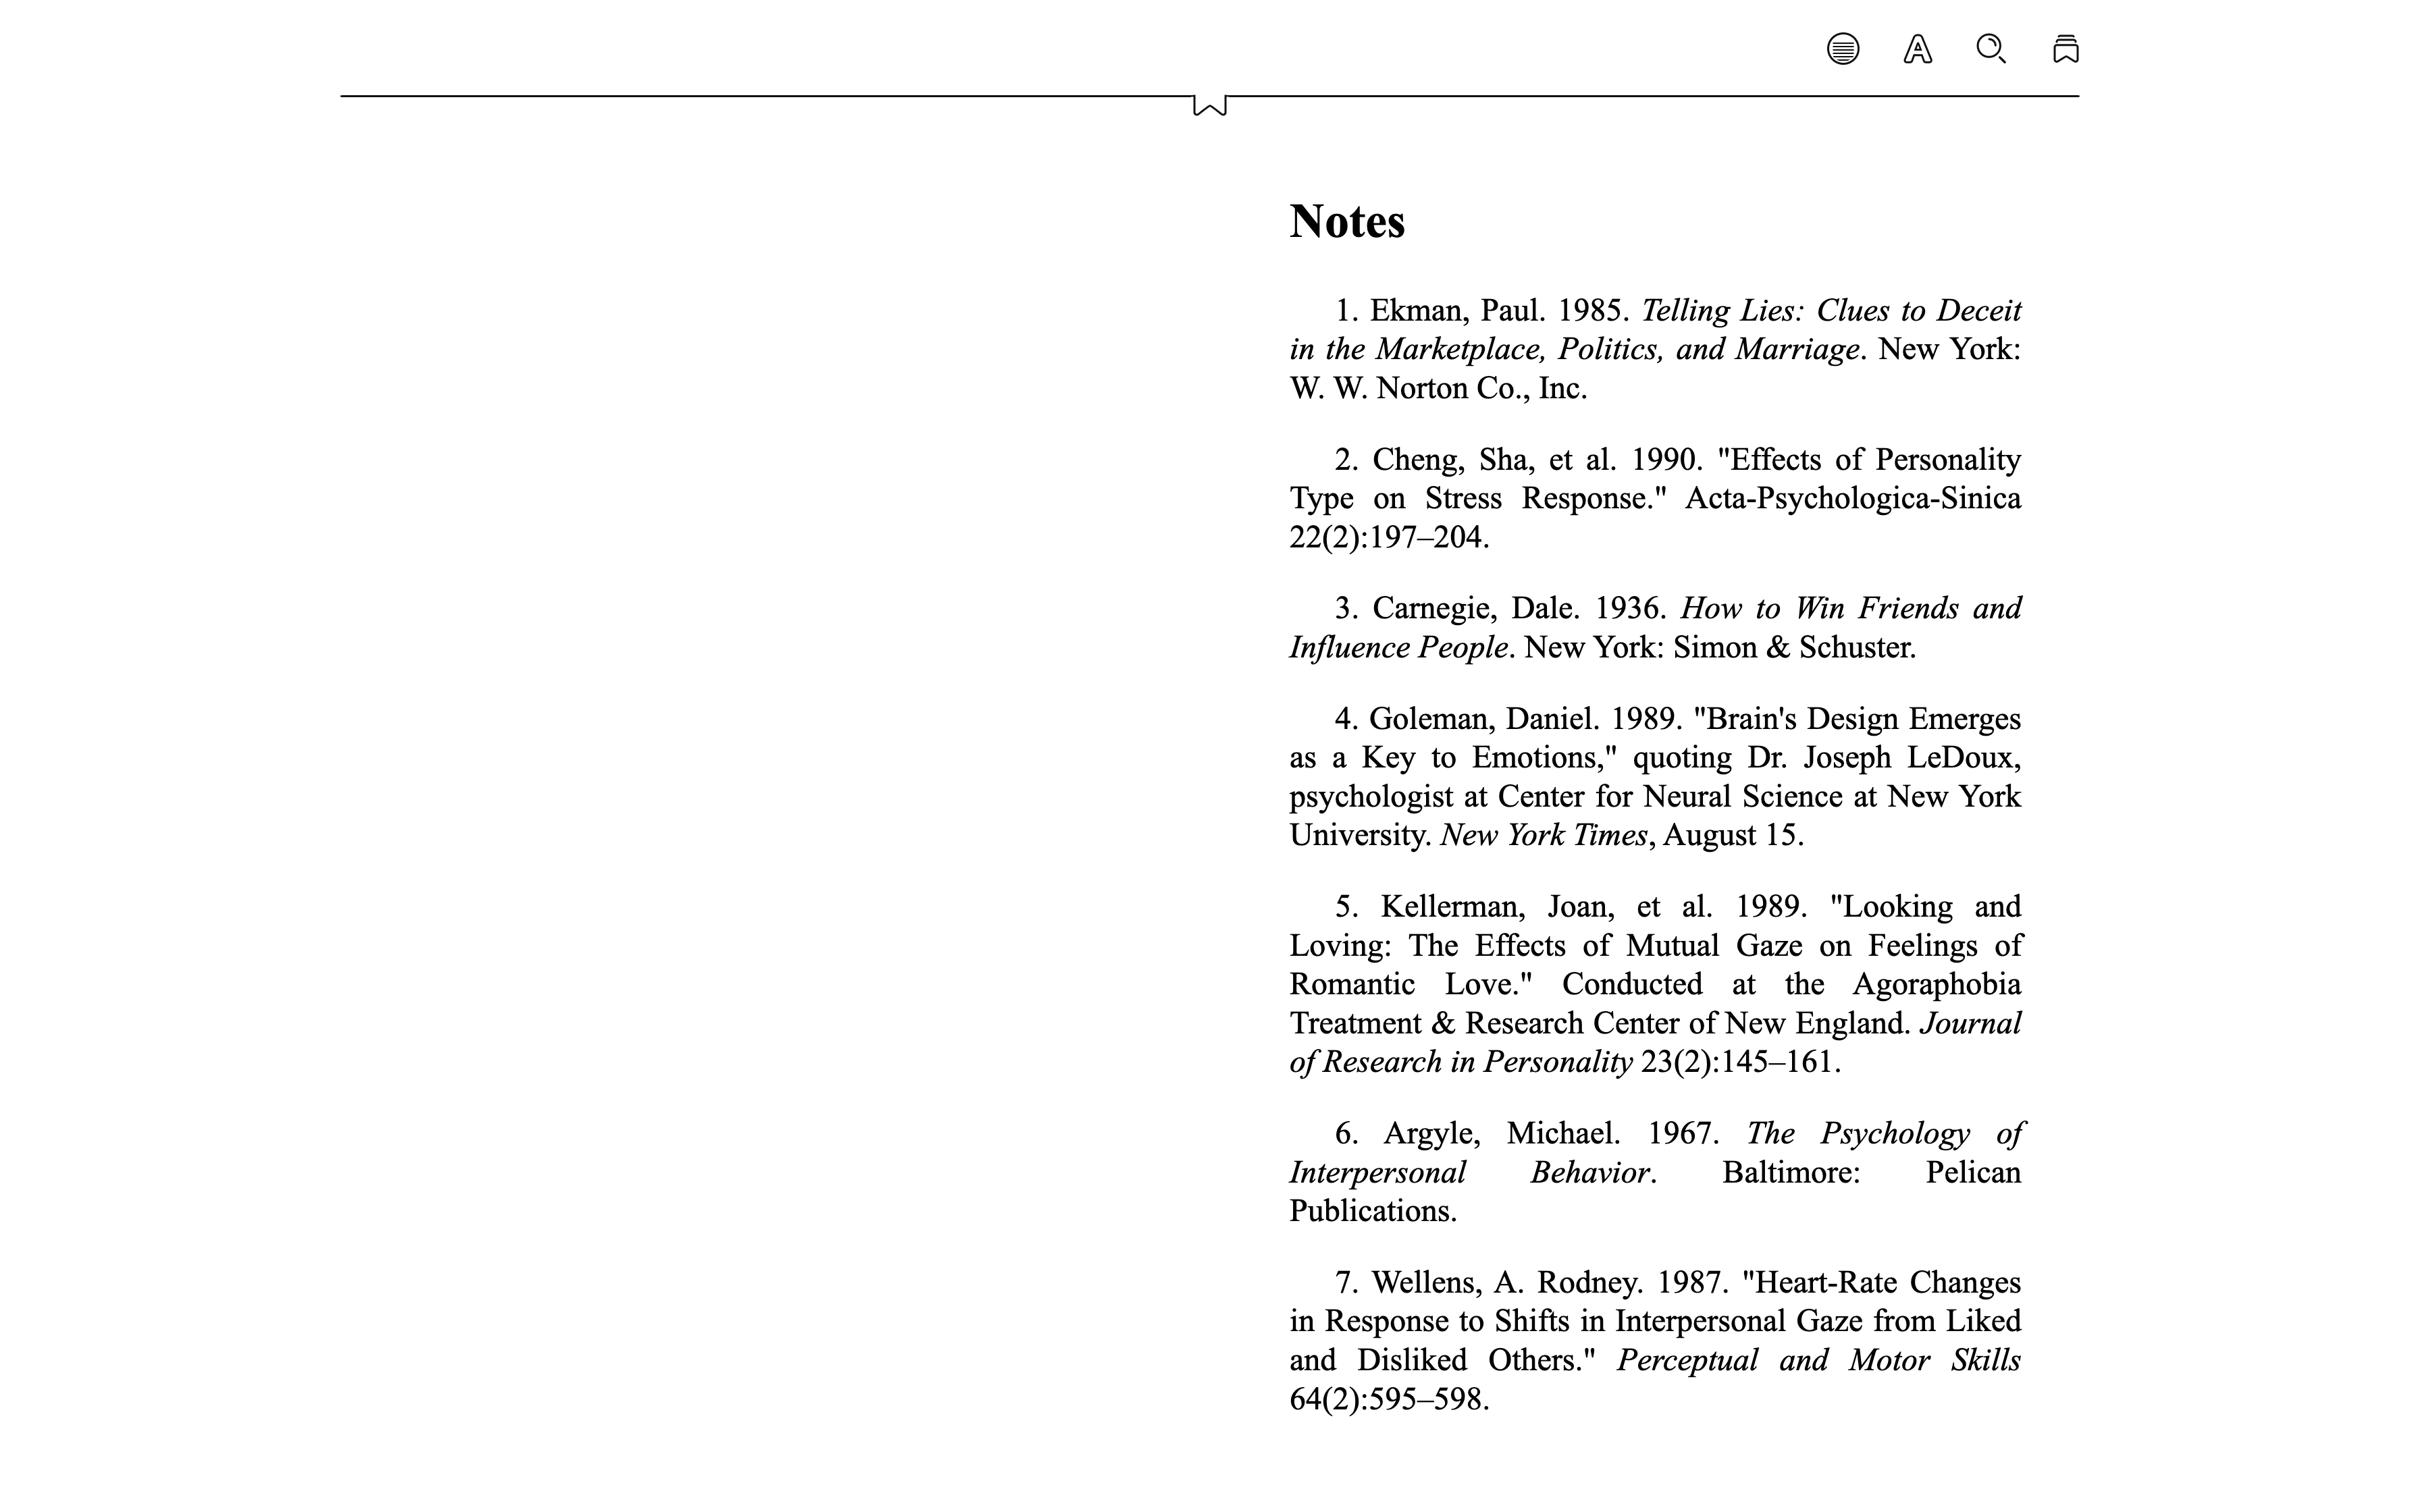 Notes
1. Ekman, Paul. 1985. Telling Lies: Clues to Deceit
in the Marketplace, Politics, and Marriage. New York:
W. W. Norton Co., Inc.
2. Cheng, Sha, et al. 1990. "Effects of Personality
Type on Stress Response." Acta-Psychologica-Sinica
22(2):197–204.
3. Carnegie, Dale. 1936. How to Win Friends and
Influence People. New York: Simon & Schuster.
4. Goleman, Daniel. 1989. "Brain's Design Emerges
as a Key to Emotions," quoting Dr. Joseph LeDoux,
psychologist at Center for Neural Science at New York
University. New York Times, August 15.
5. Kellerman, Joan, et al. 1989. "Looking and
Loving: The Effects of Mutual Gaze on Feelings of
Romantic Love." Conducted at the Agoraphobia
Treatment & Research Center of New England. Journal
of Research in Personality 23(2):145–161.
6. Argyle, Michael. 1967. The Psychology of
Interpersonal Behavior. Baltimore: Pelican
Publications.
7. Wellens, A. Rodney. 1987. "Heart-Rate Changes
in Response to Shifts in Interpersonal Gaze from Liked
and Disliked Others." Perceptual and Motor Skills
64(2):595–598.